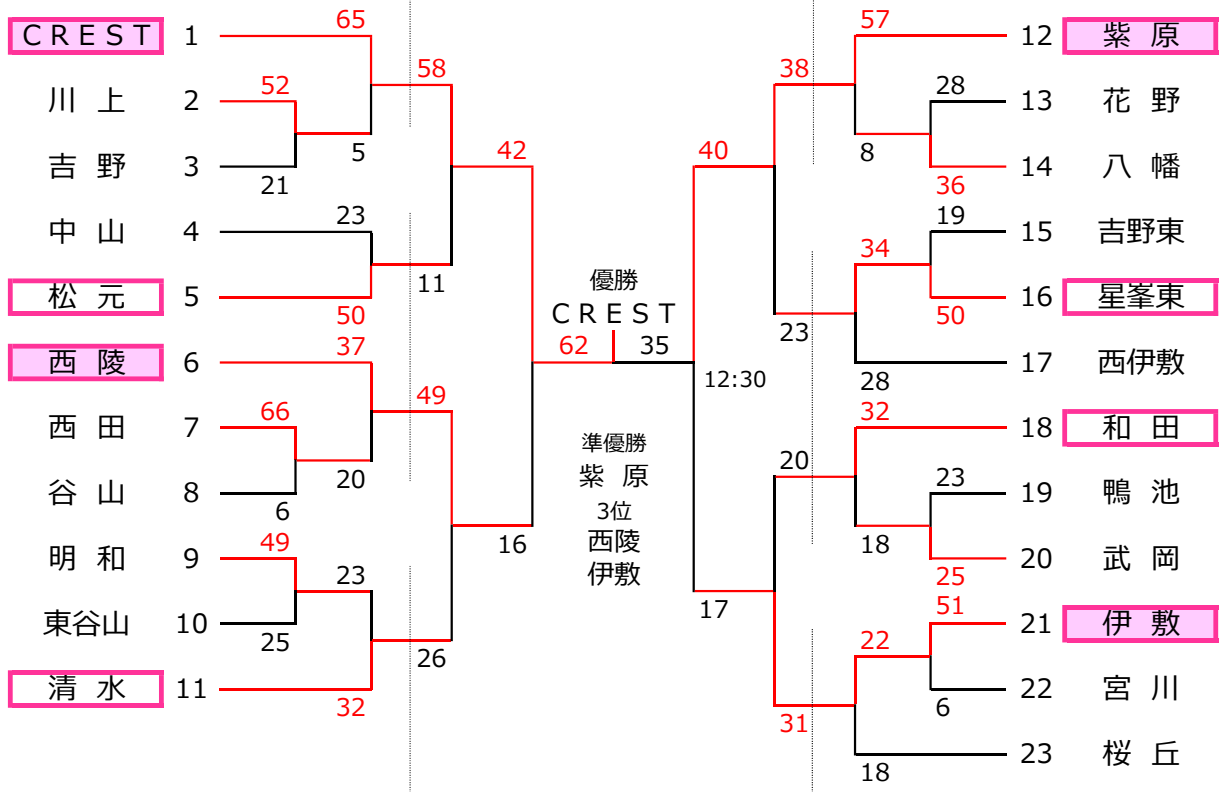 65
57
CREST 1
12 紫原
58
38
52
28
川上 2
13 花野
5
42
40
8
吉野 3
14 八幡
21
36
23
19
中山 4
15 吉野東
34
11
優勝
松元 5
CREST
16 星峯東
50
23
50
37
62 35
西陵 6
12:30
17 西伊敷
28
49
32
66
西田 7
準優勝
18 和田
20
紫原
20
23
谷山 8
3位
19 鴨池
6
西陵
49
16
18
明和 9
伊敷
20 武岡
23
25
17
51
東谷山 10
21 伊敷
25
22
26
清水 11
22 宮川
32
31
6
23 桜丘
18